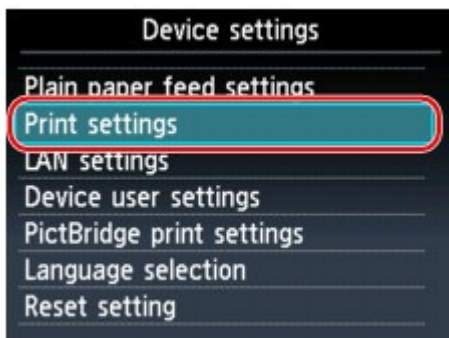 Device settings
Plain paper feed settings
Print settings
LAN settings
Device user settings
PictBridge print settings
Language selection
Reset setting